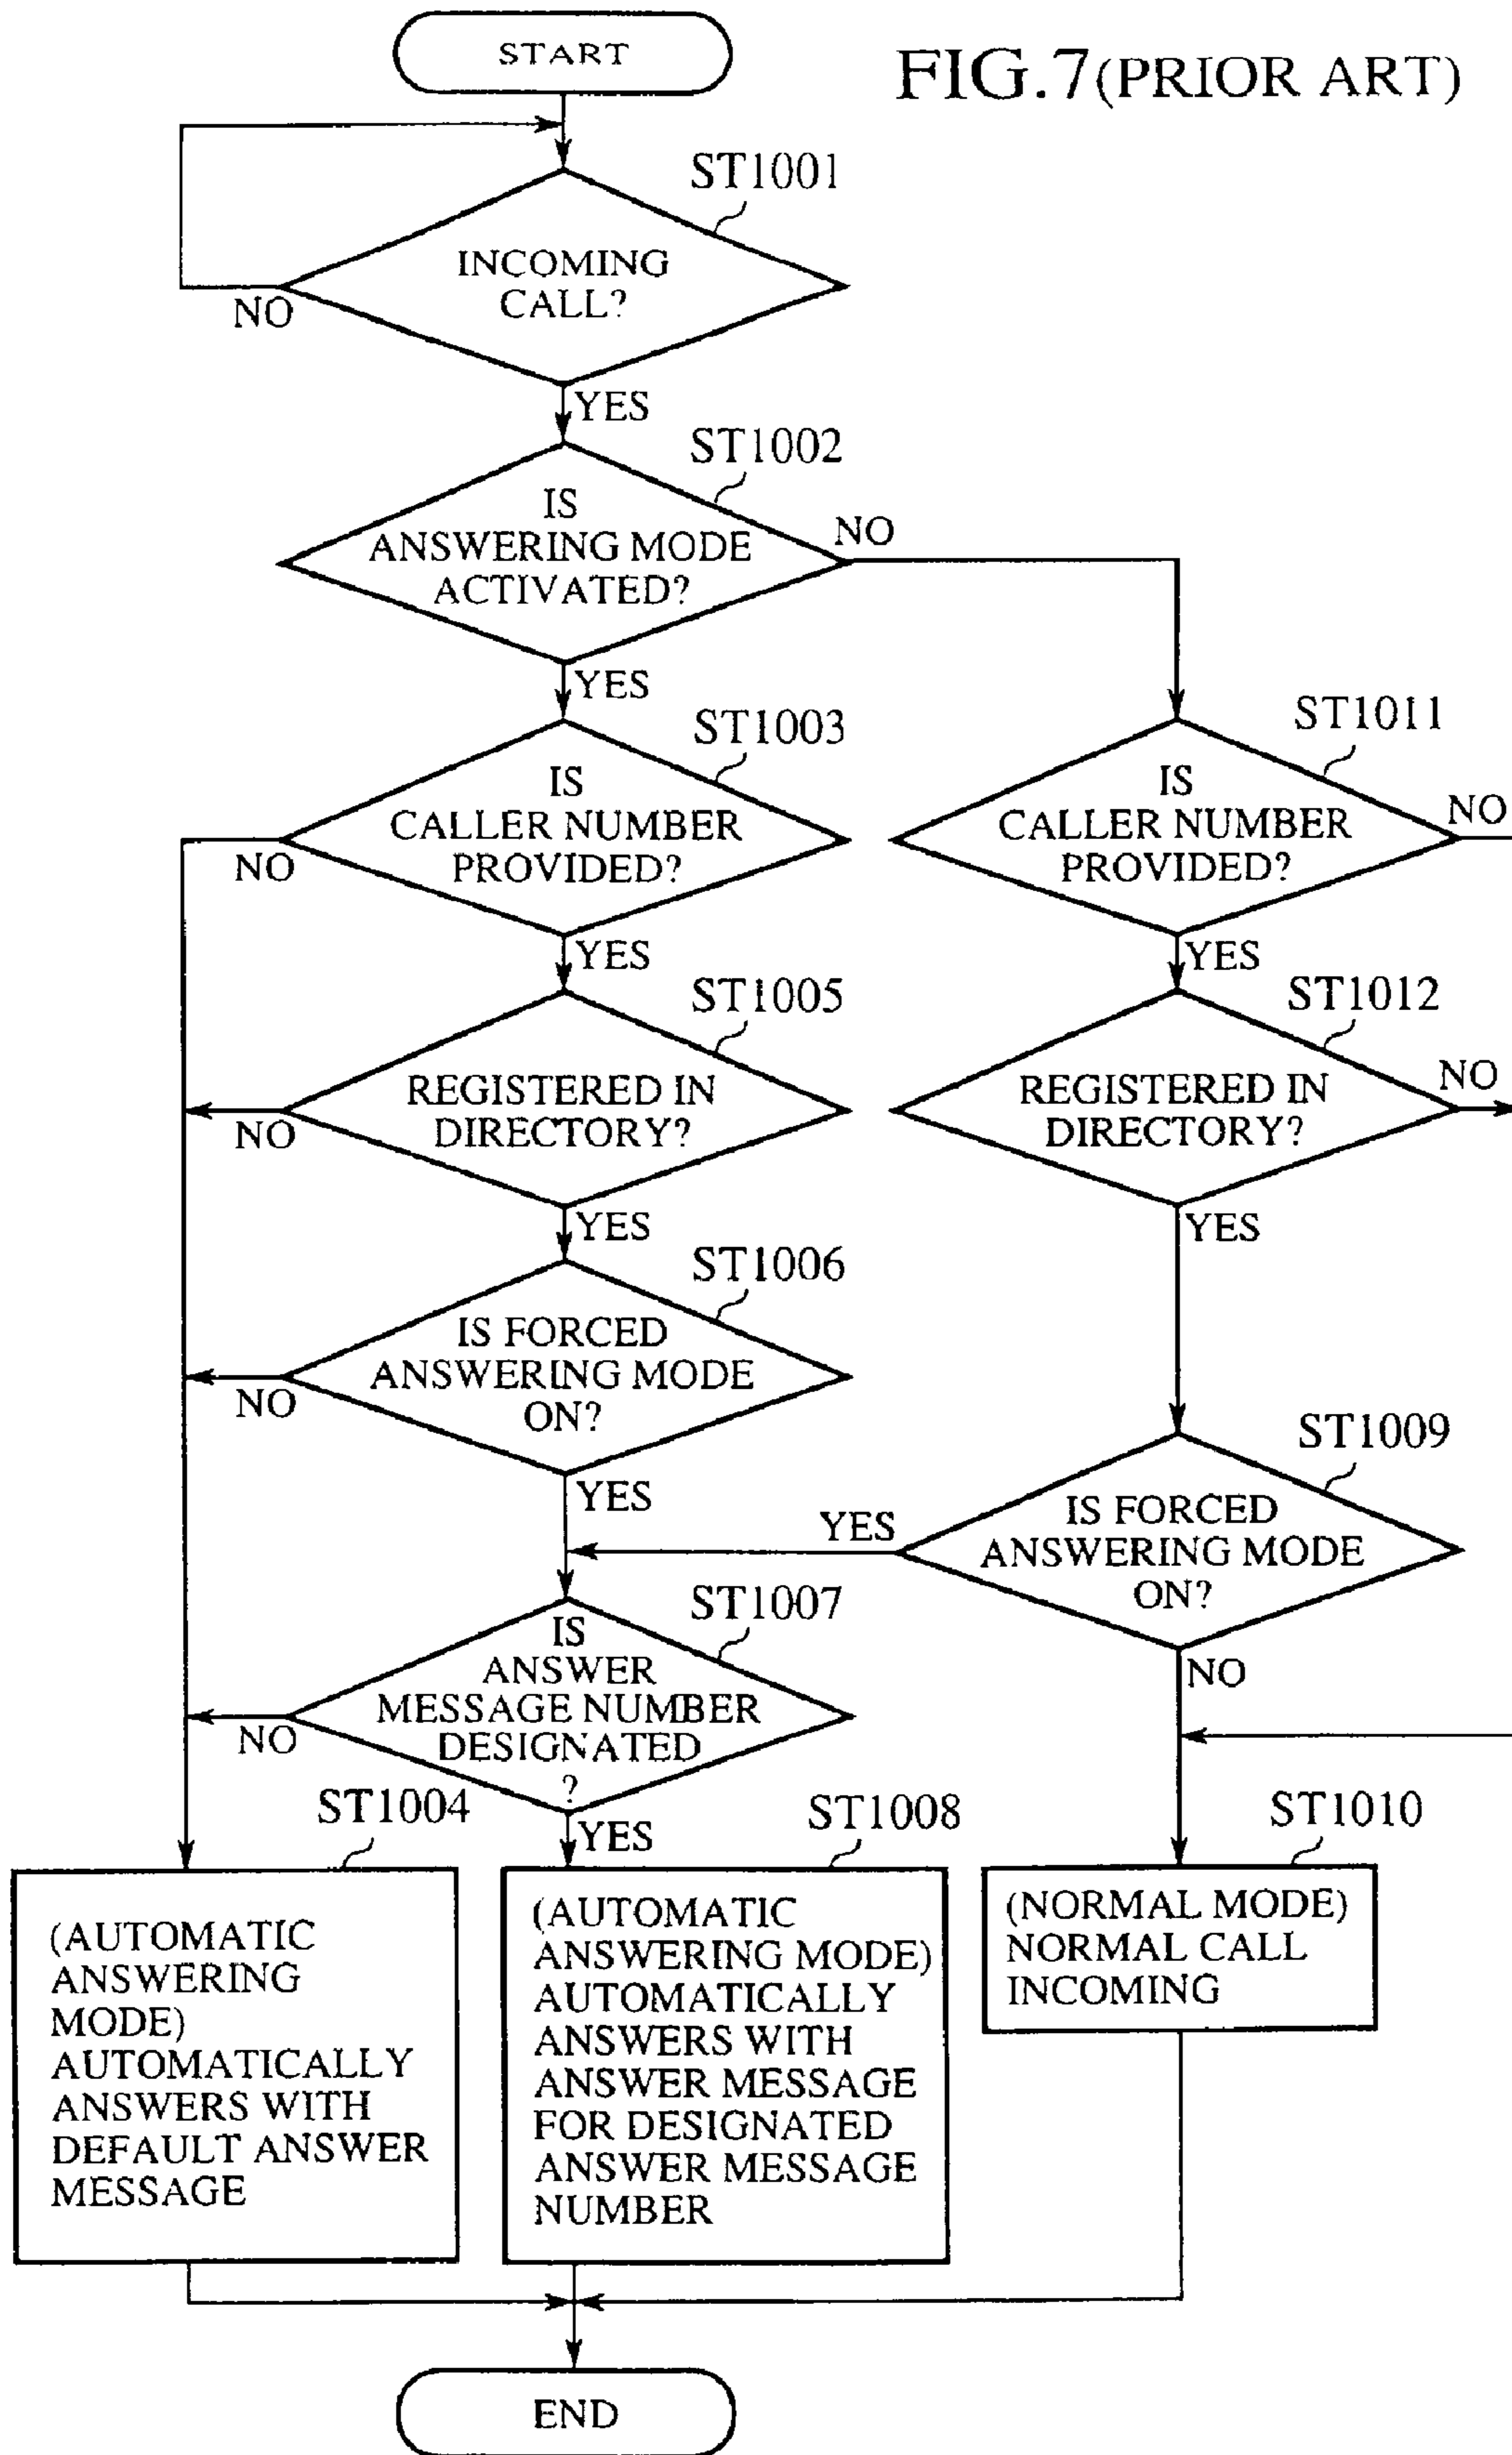 START
FIG.7(PRIOR ART)
ST1001
INCOMING
CALL?
NO
YES
ST1002
IS
ANSWERING MODE
ACTIVATED?
NO
YES
ST1003
IS
CALLER NUMBER
PROVIDED?
NO
YES
ST1011
IS
CALLER NUMBER
PROVIDED?
NO
YES
ST1005
REGISTERED IN
DIRECTORY?
NO
YES
ST1012
REGISTERED IN
DIRECTORY?
NO
YES
ST1006
IS FORCED
ANSWERING MODE
ON?
NO
YES
ST1009
IS FORCED
ANSWERING MODE
ON?
YES
NO
ST1007
IS
ANSWER
MESSAGE NUMBER
DESIGNATED
?
NO
YES
ST1004
(AUTOMATIC
ANSWERING
MODE)
AUTOMATICALLY
ANSWERS WITH
DEFAULT ANSWER
MESSAGE
ST1008
(AUTOMATIC
ANSWERING MODE)
AUTOMATICALLY
ANSWERS WITH
ANSWER MESSAGE
FOR DESIGNATED
ANSWER MESSAGE
NUMBER
ST1010
(NORMAL MODE)
NORMAL CALL
INCOMING
END